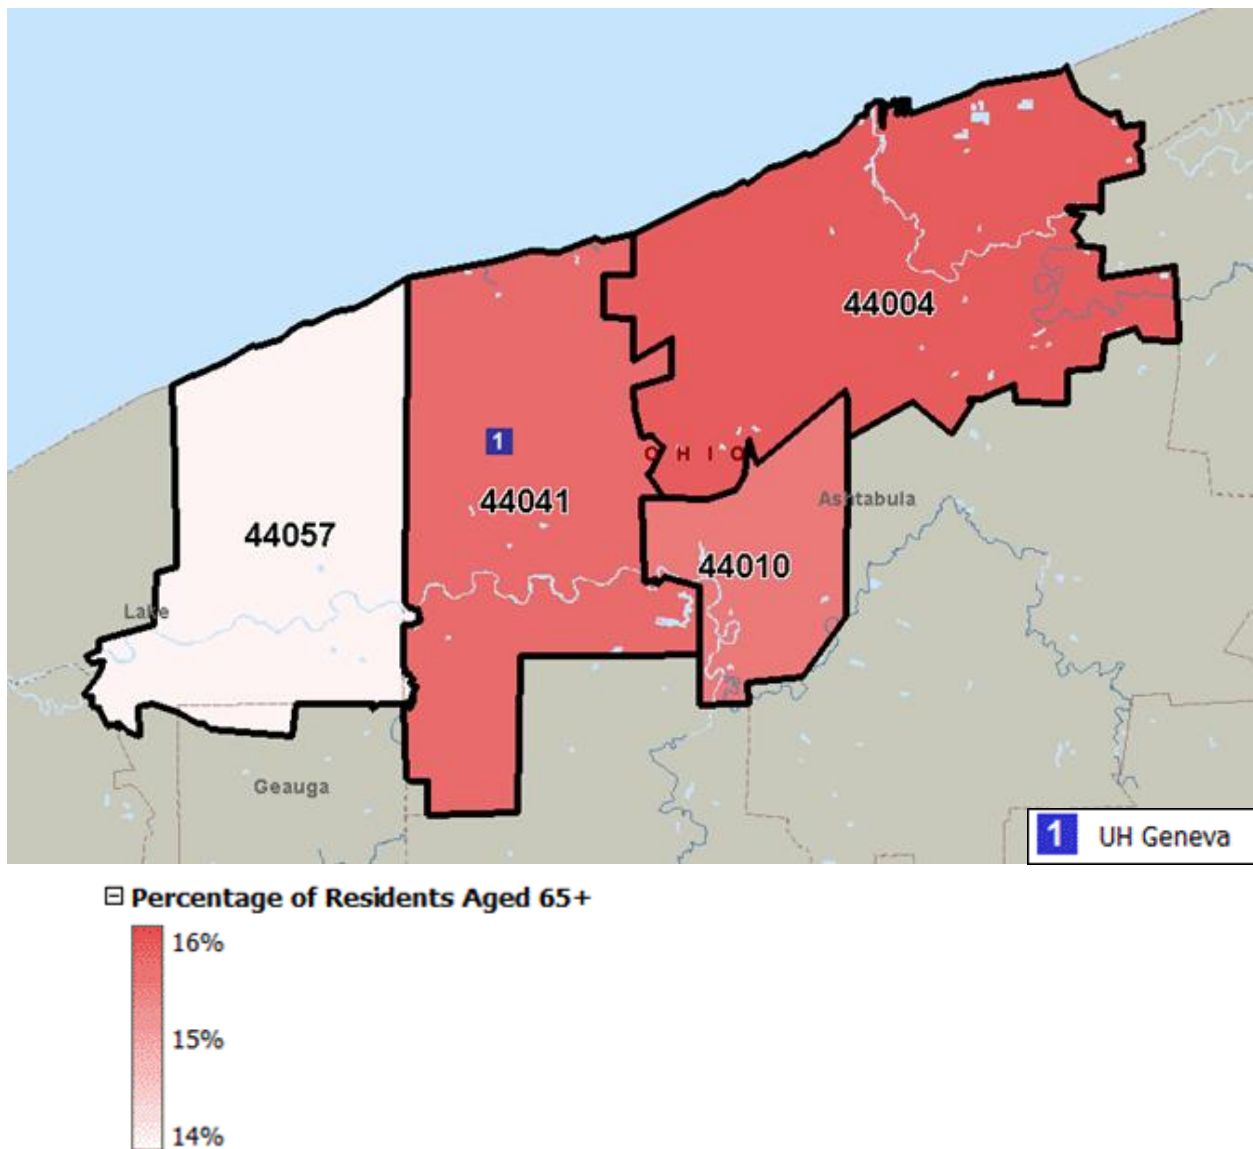 44004
OHIO
44041
Ashtabula
44057
44010
Lake
Geauga
1
1 UH Geneva
Percentage of Residents Aged 65+
16%
15%
14%